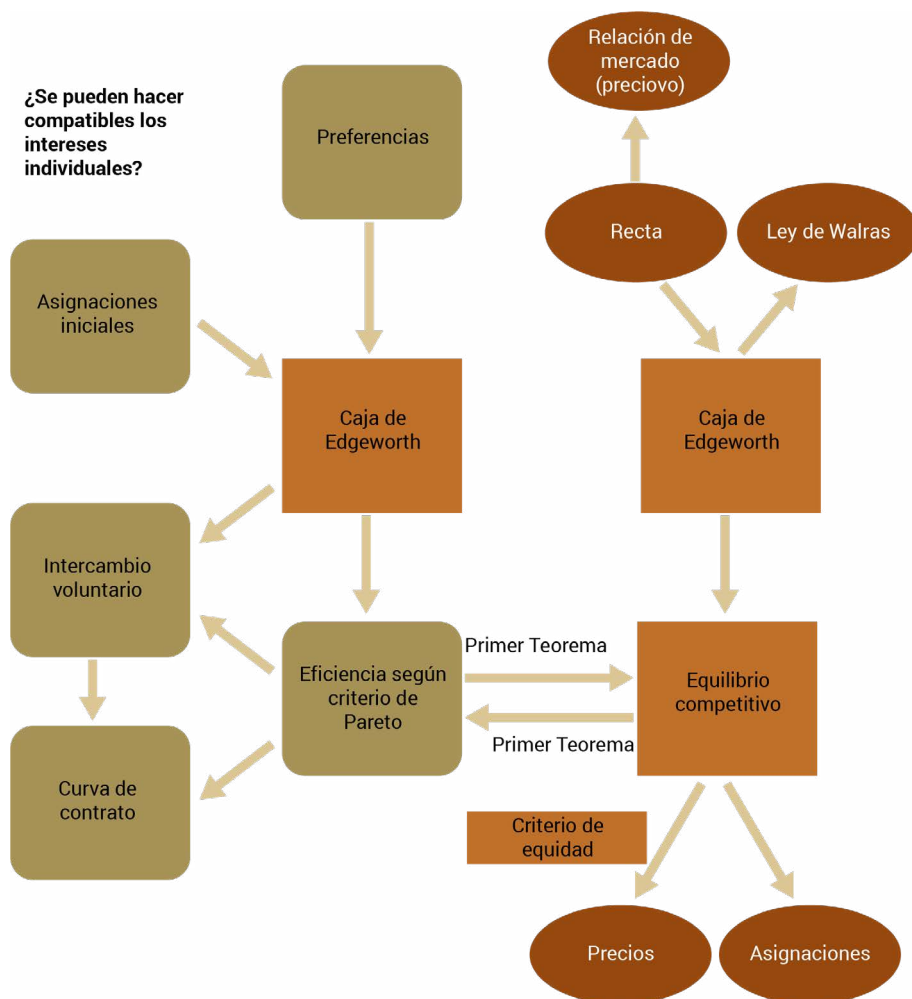 ¿Se pueden hacer
compatibles los
intereses
individuales?
Preferencias
Relación de
mercado
(preciovo)
Recta
Ley de Walras
Asignaciones
iniciales
Caja de
Edgeworth
Caja de
Edgeworth
Intercambio
voluntario
Eficiencia según
criterio de
Pareto
Primer Teorema
Primer Teorema
Equilibrio
competitivo
Curva de
contrato
Criterio de
equidad
Precios
Asignaciones